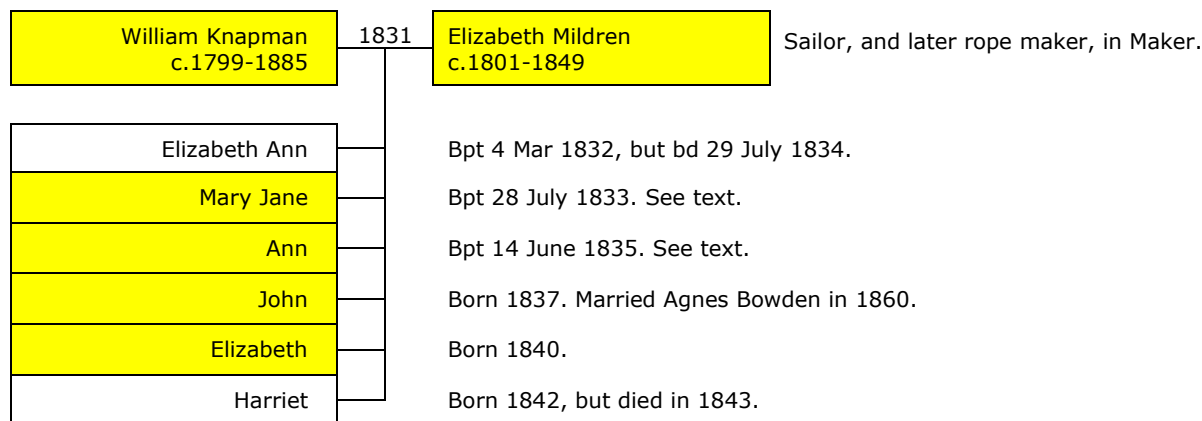 William Knapman
c.1799-1885
1831
Elizabeth Mildren
c.1801-1849
Sailor, and later rope maker, in Maker.
Elizabeth Ann
Bpt 4 Mar 1832, but bd 29 July 1834.
Mary Jane
Bpt 28 July 1833. See text.
Ann
Bpt 14 June 1835. See text.
John
Born 1837. Married Agnes Bowden in 1860.
Elizabeth
Born 1840.
Harriet
Born 1842, but died in 1843.